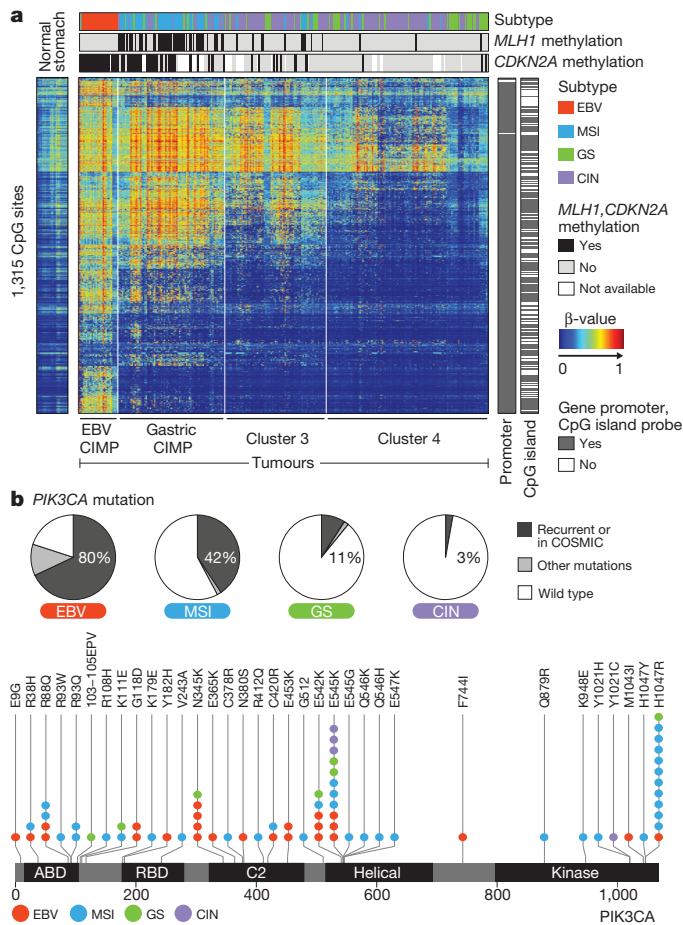 a
Normal stomach
Subtype
MLH1 methylation
CDKN2A methylation
1,315 CpG sites
EBV CIMP
Gastric CIMP
Cluster 3
Cluster 4
Tumours
Promoter
CpG island
Subtype
EBV
MSI
GS
CIN
MLH1,CDKN2A
methylation
Yes
No
Not available
β-value
0 1
Gene promoter,
CpG island probe
Yes
No
b PIK3CA mutation
80%
42%
11%
3%
EBV
MSI
GS
CIN
Recurrent or
in COSMIC
Other mutations
Wild type
E9G
R38H
R88Q
R93W
R93Q
103–105EPV
R108H
K111E
G118D
K179E
Y182H
V243A
N345K
E365K
C378R
N380S
R412Q
C420R
E453K
G512
E542K
E545K
E545G
Q546K
Q546H
E547K
F744I
Q879R
K948E
Y1021H
Y1021C
M1043I
H1047Y
H1047R
ABD RBD C2 Helical Kinase
0 200 400 600 800 1,000
EBV MSI GS CIN
PIK3CA